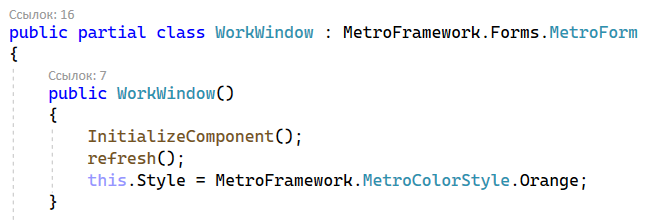 Ссылок: 16
public partial class WorkWindow : MetroFramework.Forms.MetroForm
{
Ссылок: 7
public WorkWindow()
{
InitializeComponent();
refresh();
this.Style = MetroFramework.MetroColorStyle.Orange;
}